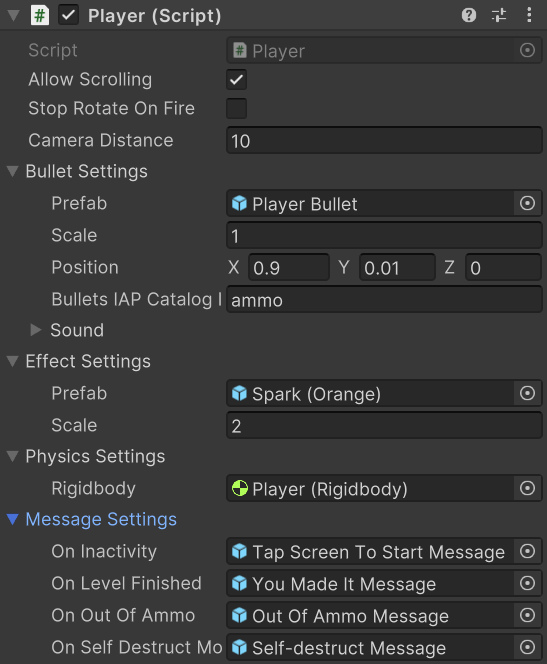 Player (Script)
Script Player
Allow Scrolling
Stop Rotate On Fire
Camera Distance 10
Bullet Settings
Prefab Player Bullet
Scale 1
Position X 0.9 Y 0.01 Z 0
Bullets IAP Catalog I ammo
Sound
Effect Settings
Prefab Spark (Orange)
Scale 2
Physics Settings
Rigidbody Player (Rigidbody)
Message Settings
On Inactivity Tap Screen To Start Message
On Level Finished You Made It Message
On Out Of Ammo Out Of Ammo Message
On Self Destruct Mo Self-destruct Message